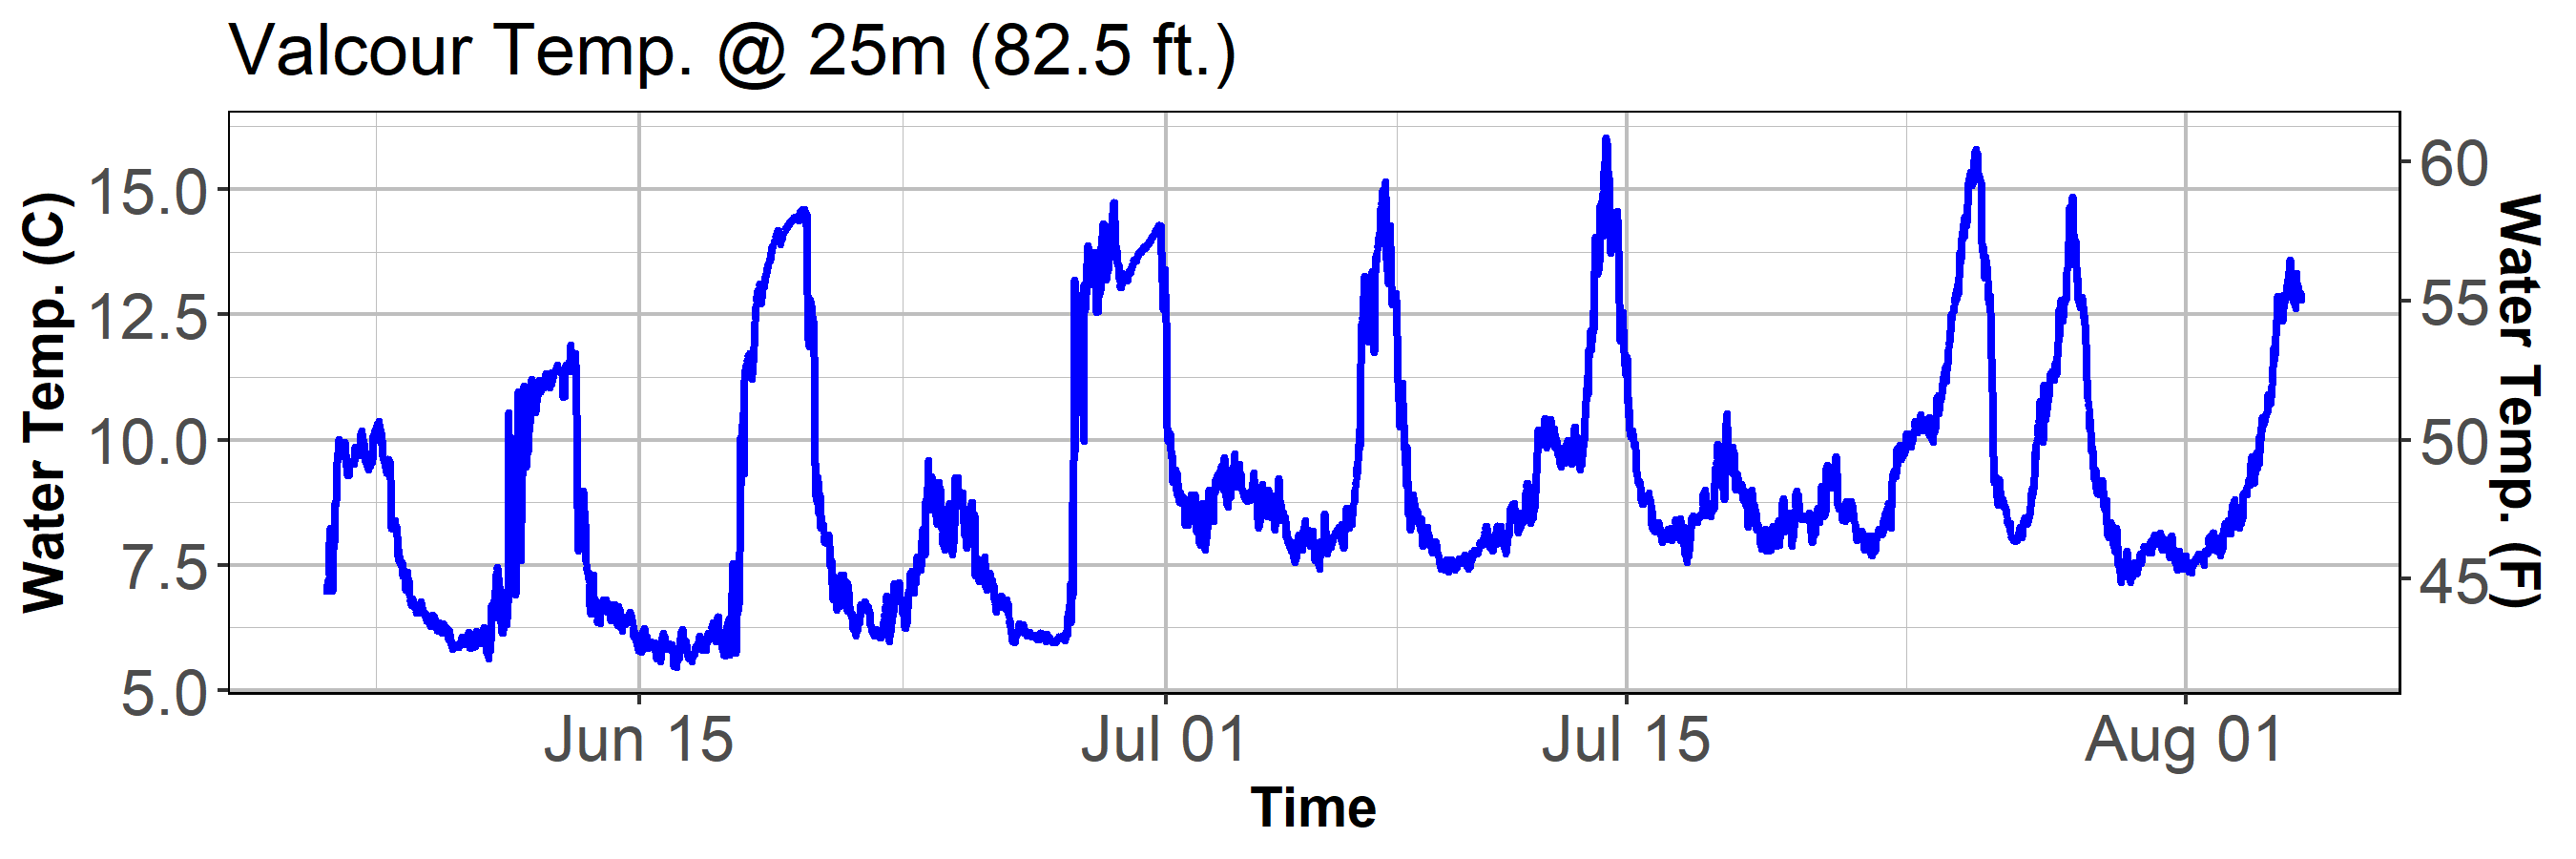 Valcour Temp. @ 25m (82.5 ft.)
Water Temp. (C)
15.0
12.5
10.0
7.5
5.0
60
55
50
45
Water Temp. (F)
Jun 15
Jul 01
Jul 15
Aug 01
Time